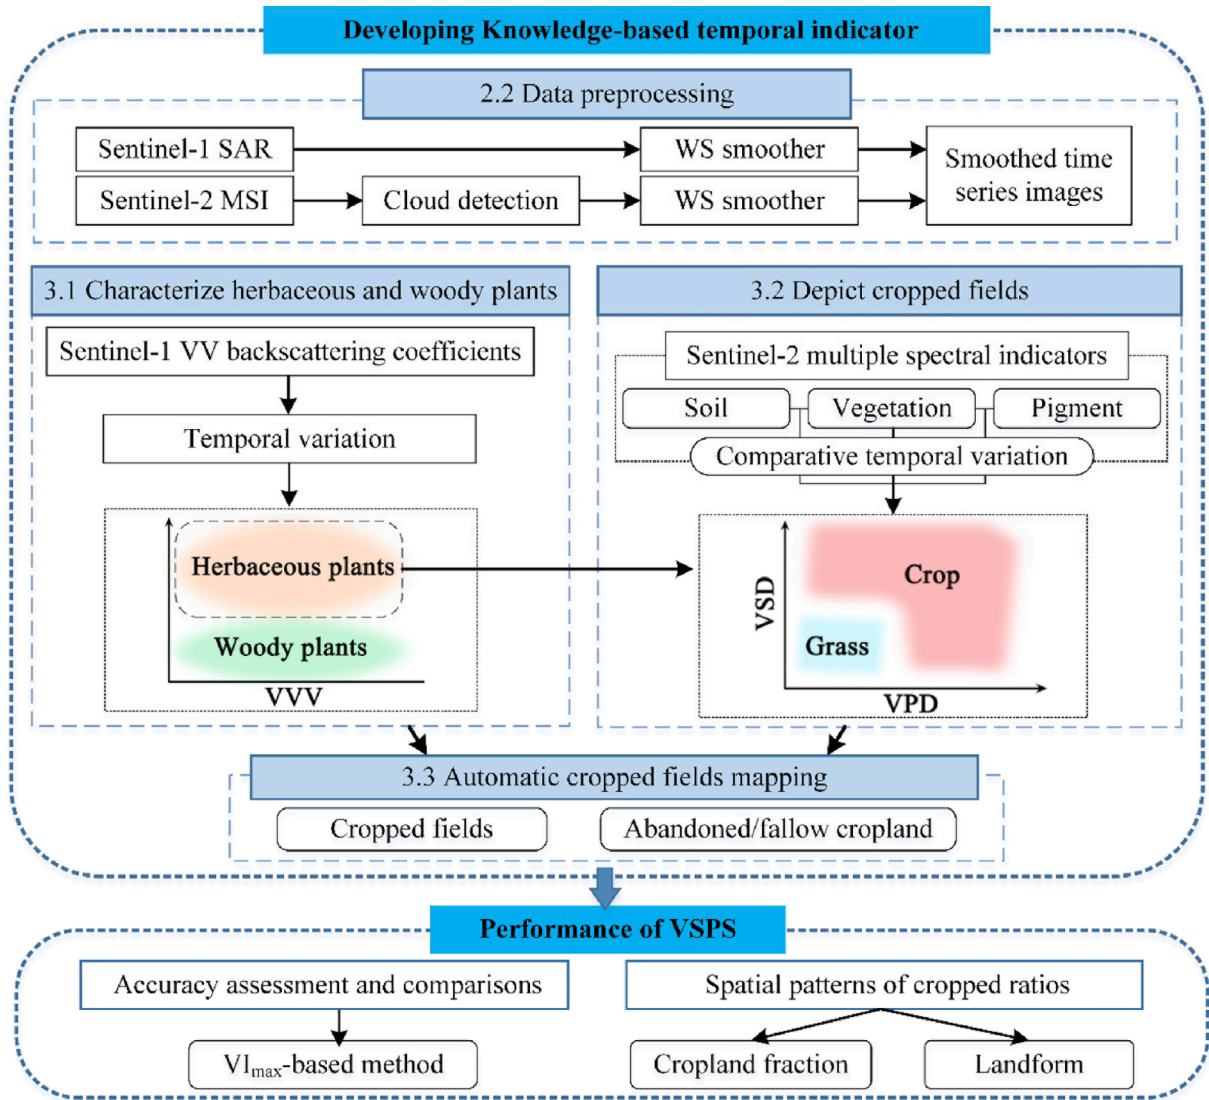 Developing Knowledge-based temporal indicator
2.2 Data preprocessing
Sentinel-1 SAR
WS smoother
Smoothed time
series images
Sentinel-2 MSI
Cloud detection
WS smoother
3.1 Characterize herbaceous and woody plants
Sentinel-1 VV backscattering coefficients
Temporal variation
Herbaceous plants
Woody plants
VVV
3.2 Depict cropped fields
Sentinel-2 multiple spectral indicators
Soil
Vegetation
Pigment
Comparative temporal variation
VSD
Crop
Grass
VPD
3.3 Automatic cropped fields mapping
Cropped fields
Abandoned/fallow cropland
Performance of VSPS
Accuracy assessment and comparisons
VImax-based method
Spatial patterns of cropped ratios
Cropland fraction
Landform